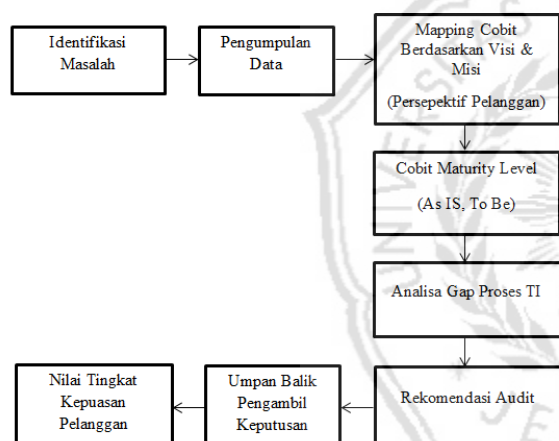 Identifikasi
Masalah
Pengumpulan
Data
Mapping Cobit
Berdasarkan Visi &
Misi
(Persepektif Pelanggan)
Cobit Maturity Level
(As IS, To Be)
Analisa Gap Proses TI
Rekomendasi Audit
Umpan Balik
Pengambil
Keputusan
Nilai Tingkat
Kepuasan
Pelanggan